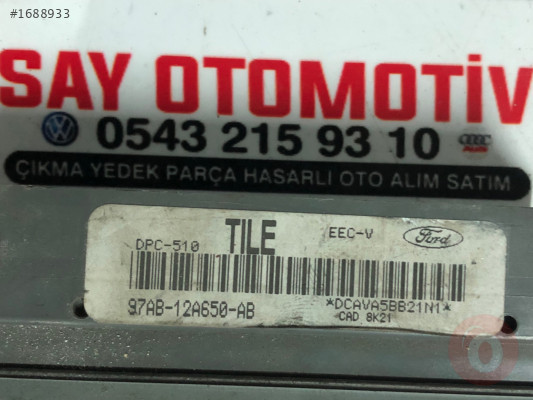 #1688933
SAY OTOMOTİV
0543 215 93 10
ÇIKMA YEDEK PARÇA HASARLI OTO ALIM SATIM
DPC-510 TILE EEC-V Ford
97AB-12A650-AB *DCAVA5BB21N1*
CAD 8K21